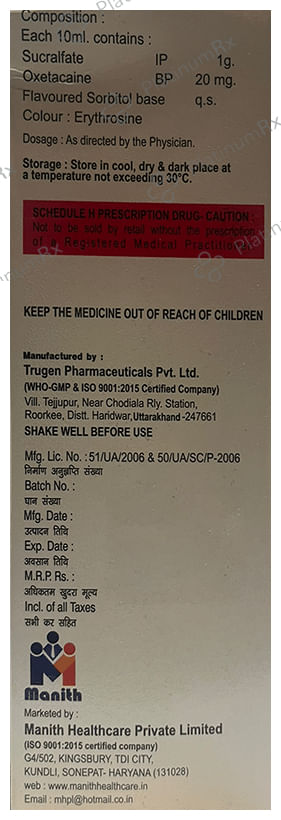 Composition :
Each 10ml. contains :
Sucralfate IP 1g.
Oxetacaine BP 20 mg.
Flavoured Sorbitol base q.s.
Colour : Erythrosine
Dosage : As directed by the Physician.
Storage : Store in cool, dry & dark place at
a temperature not exceeding 30°C.
SCHEDULE H PRESCRIPTION DRUG- CAUTION :
Not to be sold by retail without the prescription
of a Registered Medical Practitioner
KEEP THE MEDICINE OUT OF REACH OF CHILDREN
Manufactured by :
Trugen Pharmaceuticals Pvt. Ltd.
(WHO-GMP & ISO 9001:2015 Certified Company)
Vill. Tejjupur, Near Chodiala Rly. Station,
Roorkee, Distt. Haridwar, Uttarakhand-247661
SHAKE WELL BEFORE USE
Mfg. Lic. No. : 51/UA/2006 & 50/UA/SC/P-2006
निर्माण अनुज्ञप्ति संख्या
Batch No. :
घान संख्या
Mfg. Date :
उत्पादन तिथि
Exp. Date :
अवसान तिथि
M.R.P. Rs. :
अधिकतम खुदरा मूल्य
Incl. of all Taxes
सभी कर सहित
Manith
Marketed by :
Manith Healthcare Private Limited
(ISO 9001:2015 certified company)
G4/502, KINGSBURY, TDI CITY,
KUNDLI, SONEPAT- HARYANA (131028)
web : www.manithhealthcare.in
Email : mhpl@hotmail.co.in
PlatinumRx